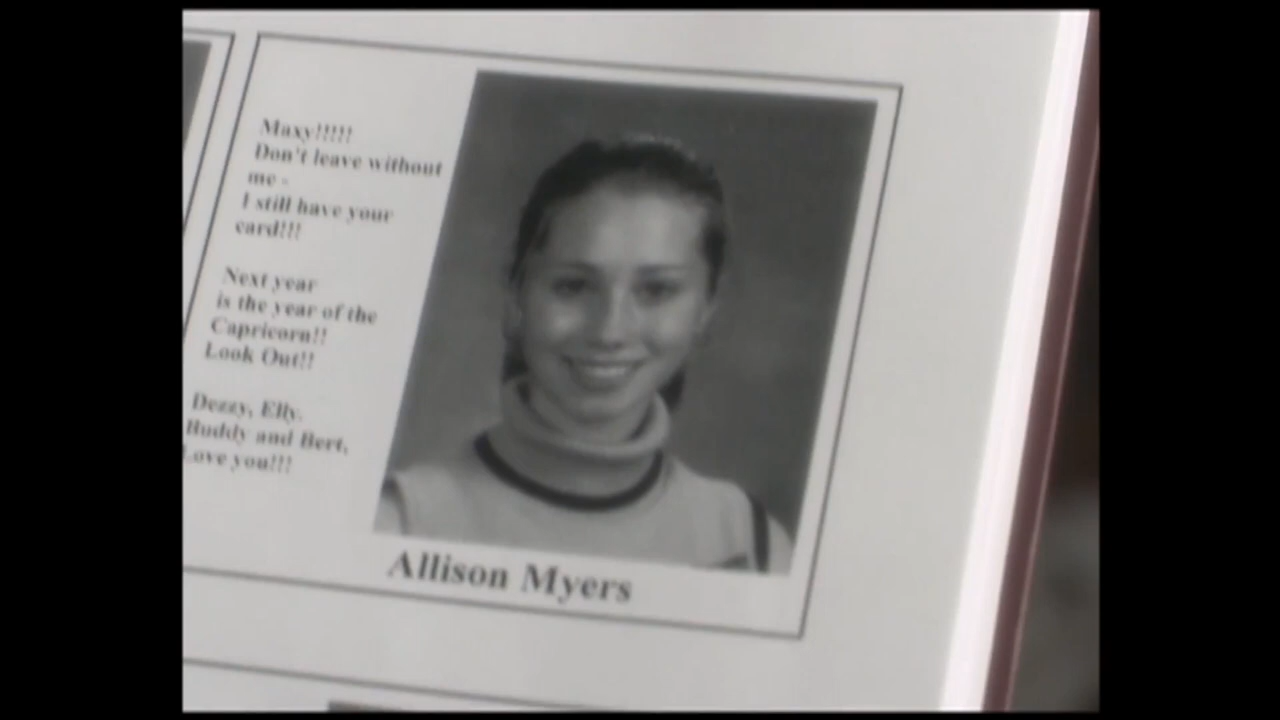 Maxy!!!!!
Don't leave without
me -
I still have your
card!!!
Next year
is the year of the
Capricorn!!
Look Out!!
Dezzy, Elly.
Buddy and Bert,
Love you!!!
Allison Myers